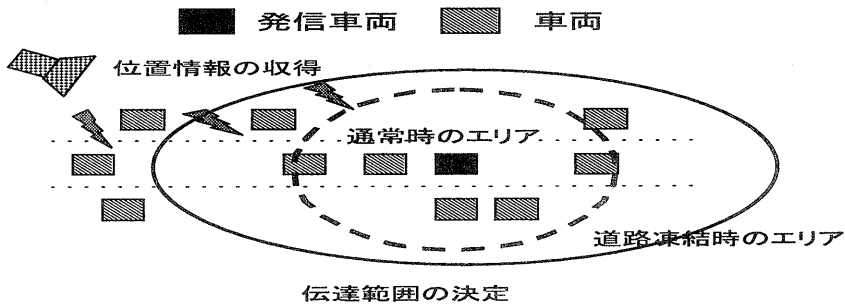 発信車両 車両
位置情報の収得
通常時のエリア
道路凍結時のエリア
伝達範囲の決定